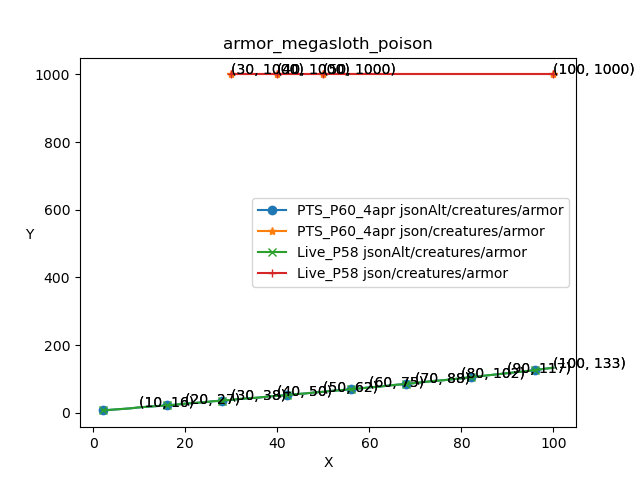 armor_megasloth_poison
(30, 1000)
(40, 1000)
(50, 1000)
(100, 1000)
1000
800
600
400
200
0
Y
PTS_P60_4apr jsonAlt/creatures/armor
PTS_P60_4apr json/creatures/armor
Live_P58 jsonAlt/creatures/armor
Live_P58 json/creatures/armor
(10, 16)
(20, 27)
(30, 38)
(40, 50)
(50, 62)
(60, 75)
(70, 88)
(80, 102)
(90, 117)
(100, 133)
0 20 40 60 80 100
X